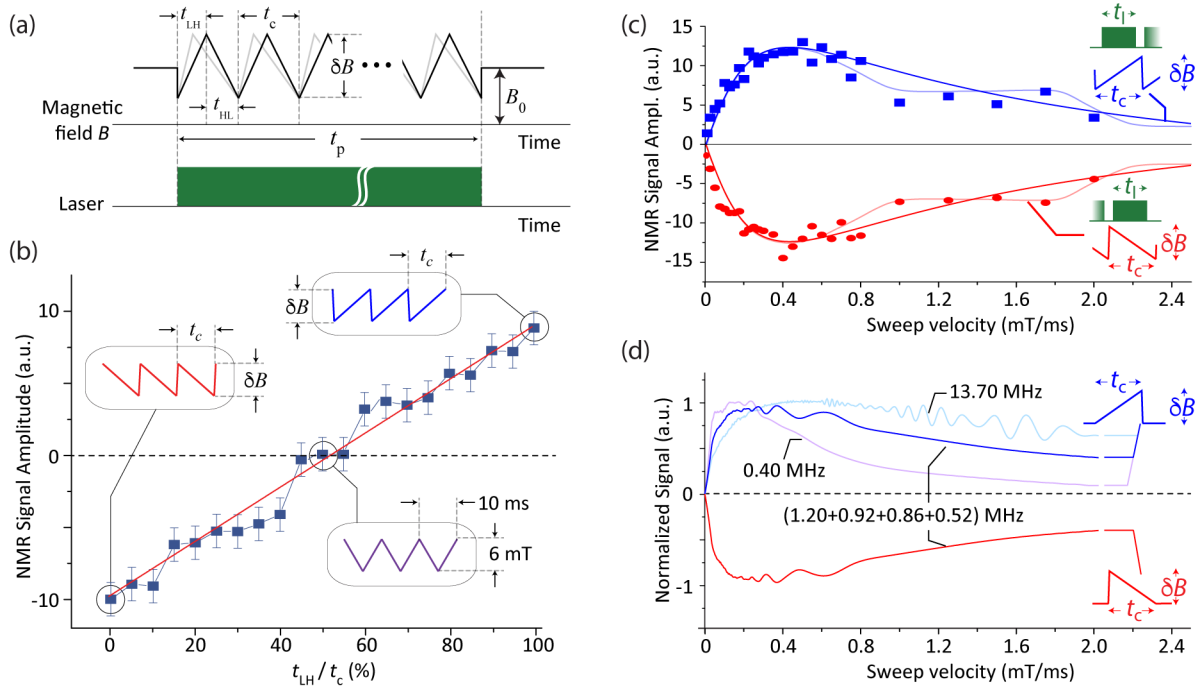 (a)
t_LH
t_c
δB
B_0
t_HL
Magnetic
field B
Time
t_p
Laser
Time
(b)
NMR Signal Amplitude (a.u.)
10
0
-10
t_c
δB
t_c
δB
10 ms
6 mT
0
20
40
60
80
100
t_LH / t_c (%)
(c)
NMR Signal Ampl. (a.u.)
15
10
5
0
-5
-10
-15
t_l
δB
t_c
t_l
δB
t_c
0
0.4
0.8
1.2
1.6
2.0
2.4
Sweep velocity (mT/ms)
(d)
Normalized Signal (a.u.)
1
0
-1
t_c
δB
13.70 MHz
0.40 MHz
(1.20+0.92+0.86+0.52) MHz
δB
t_c
0
0.4
0.8
1.2
1.6
2.0
2.4
Sweep velocity (mT/ms)